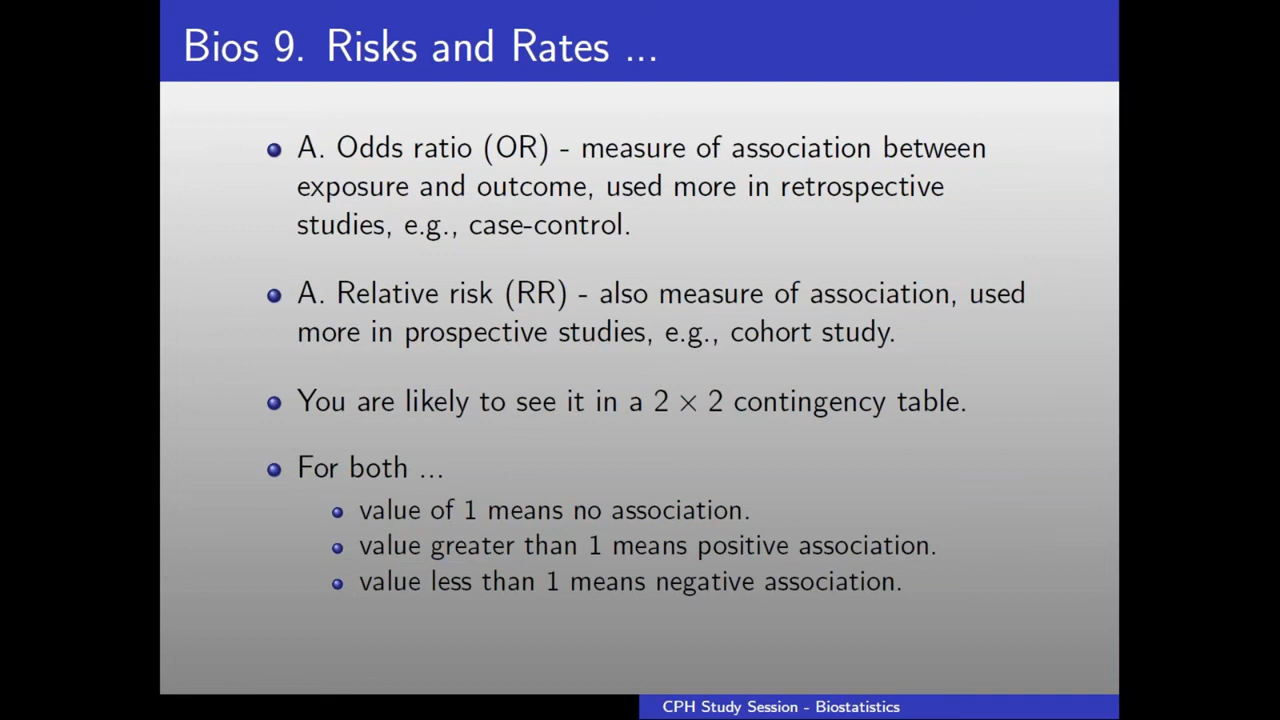 Bios 9. Risks and Rates ...
A. Odds ratio (OR) - measure of association between
exposure and outcome, used more in retrospective
studies, e.g., case-control.
A. Relative risk (RR) - also measure of association, used
more in prospective studies, e.g., cohort study.
You are likely to see it in a 2 × 2 contingency table.
For both ...
value of 1 means no association.
value greater than 1 means positive association.
value less than 1 means negative association.
CPH Study Session - Biostatistics